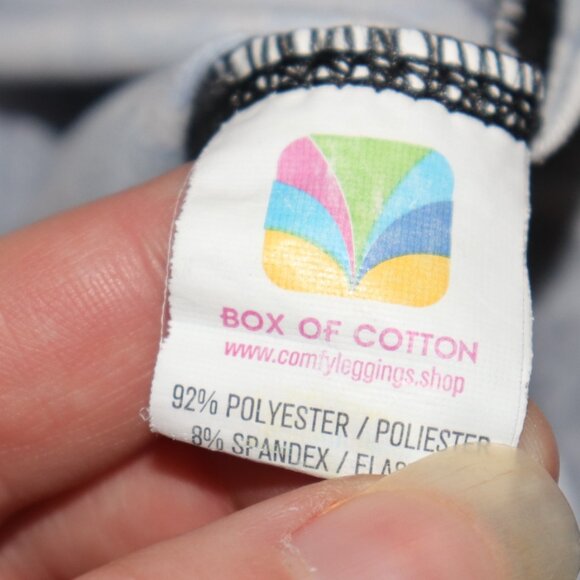 BOX OF COTTON
www.comfyleggings.shop
92% POLYESTER / POLIESTER
8% SPANDEX /